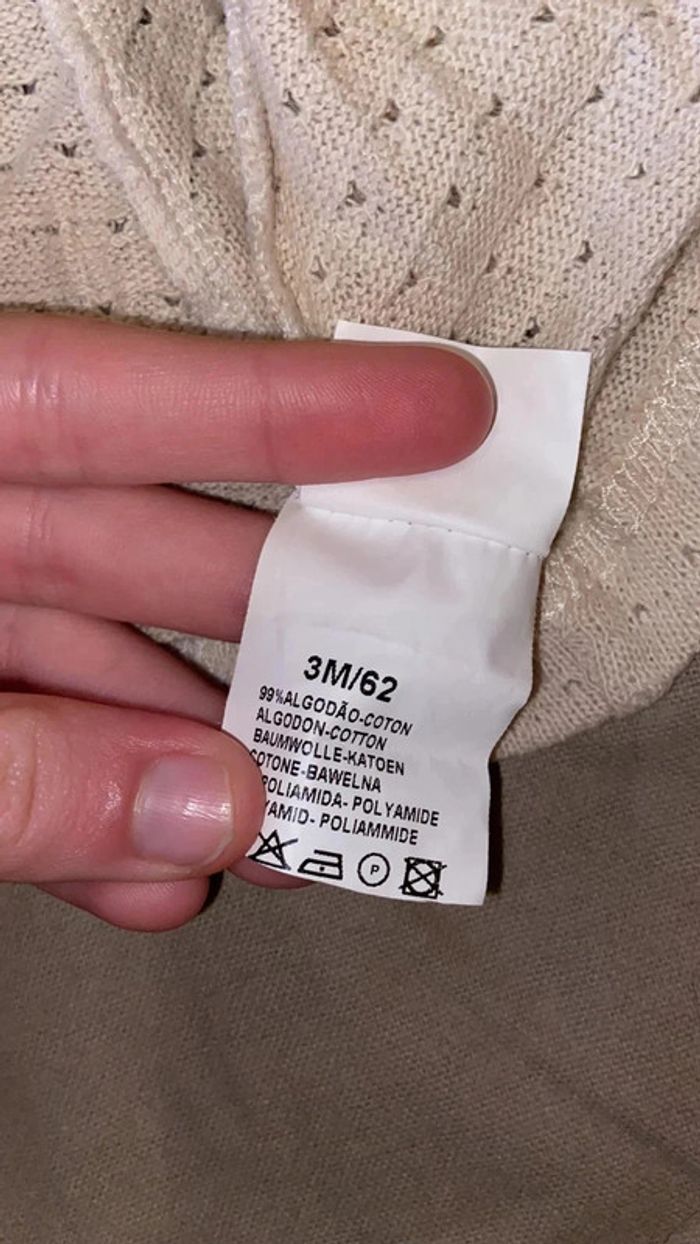 3M/62
99%ALGODÃO-COTON
ALGODON-COTTON
BAUMWOLLE-KATOEN
COTONE-BAWELNA
POLIAMIDA- POLYAMIDE
YAMID- POLIAMMIDE
P